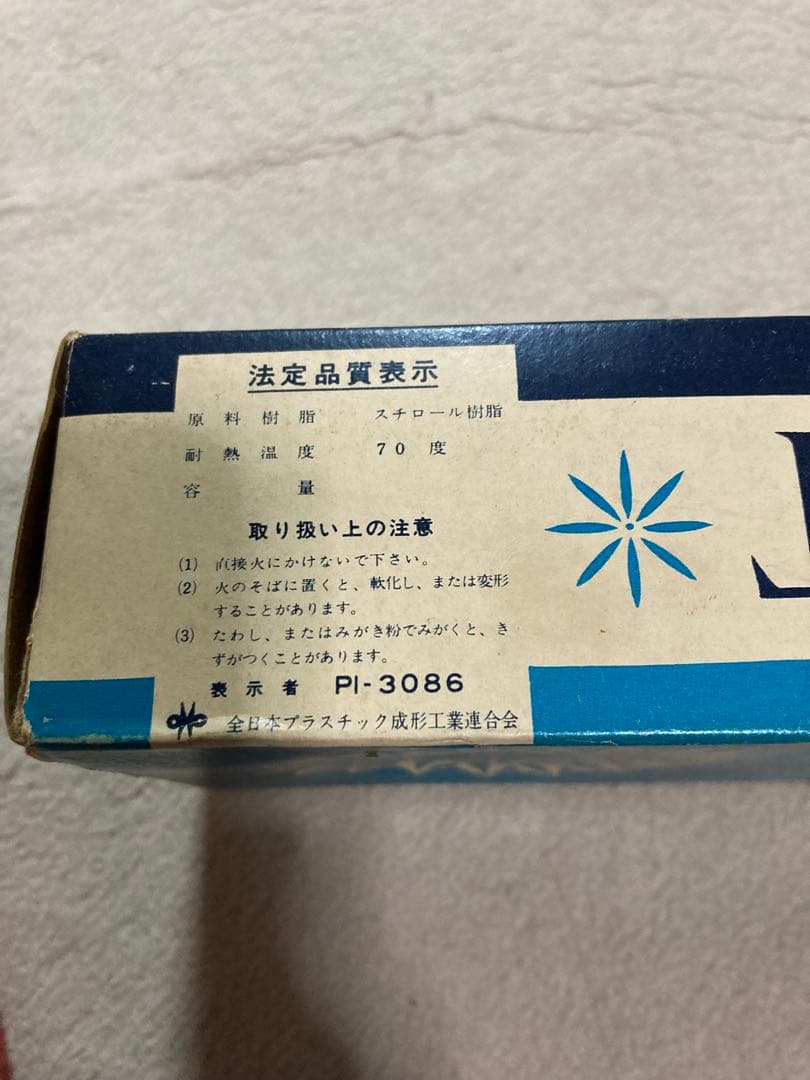 法定品質表示
原料樹脂 スチロール樹脂
耐熱温度 70度
容量
取り扱い上の注意
(1) 直接火にかけないで下さい。
(2) 火のそばに置くと、軟化し、または変形
することがあります。
(3) たわし、またはみがき粉でみがくと、き
ずがつくことがあります。
表示者 PI-3086
全日本プラスチック成形工業連合会